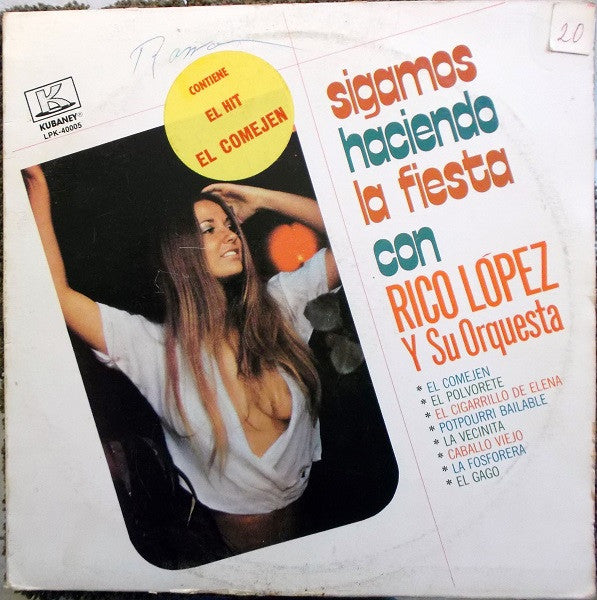 Roman
20
K
KUBANEY®
LPK-40005
CONTIENE
EL HIT
EL COMEJEN
sigamos
haciendo
la fiesta
con
RICO LÓPEZ
Y Su Orquesta
* EL COMEJEN
* EL POLVORETE
* EL CIGARRILLO DE ELENA
* POTPOURRI BAILABLE
* LA VECINITA
* CABALLO VIEJO
* LA FOSFORERA
* EL GAGO